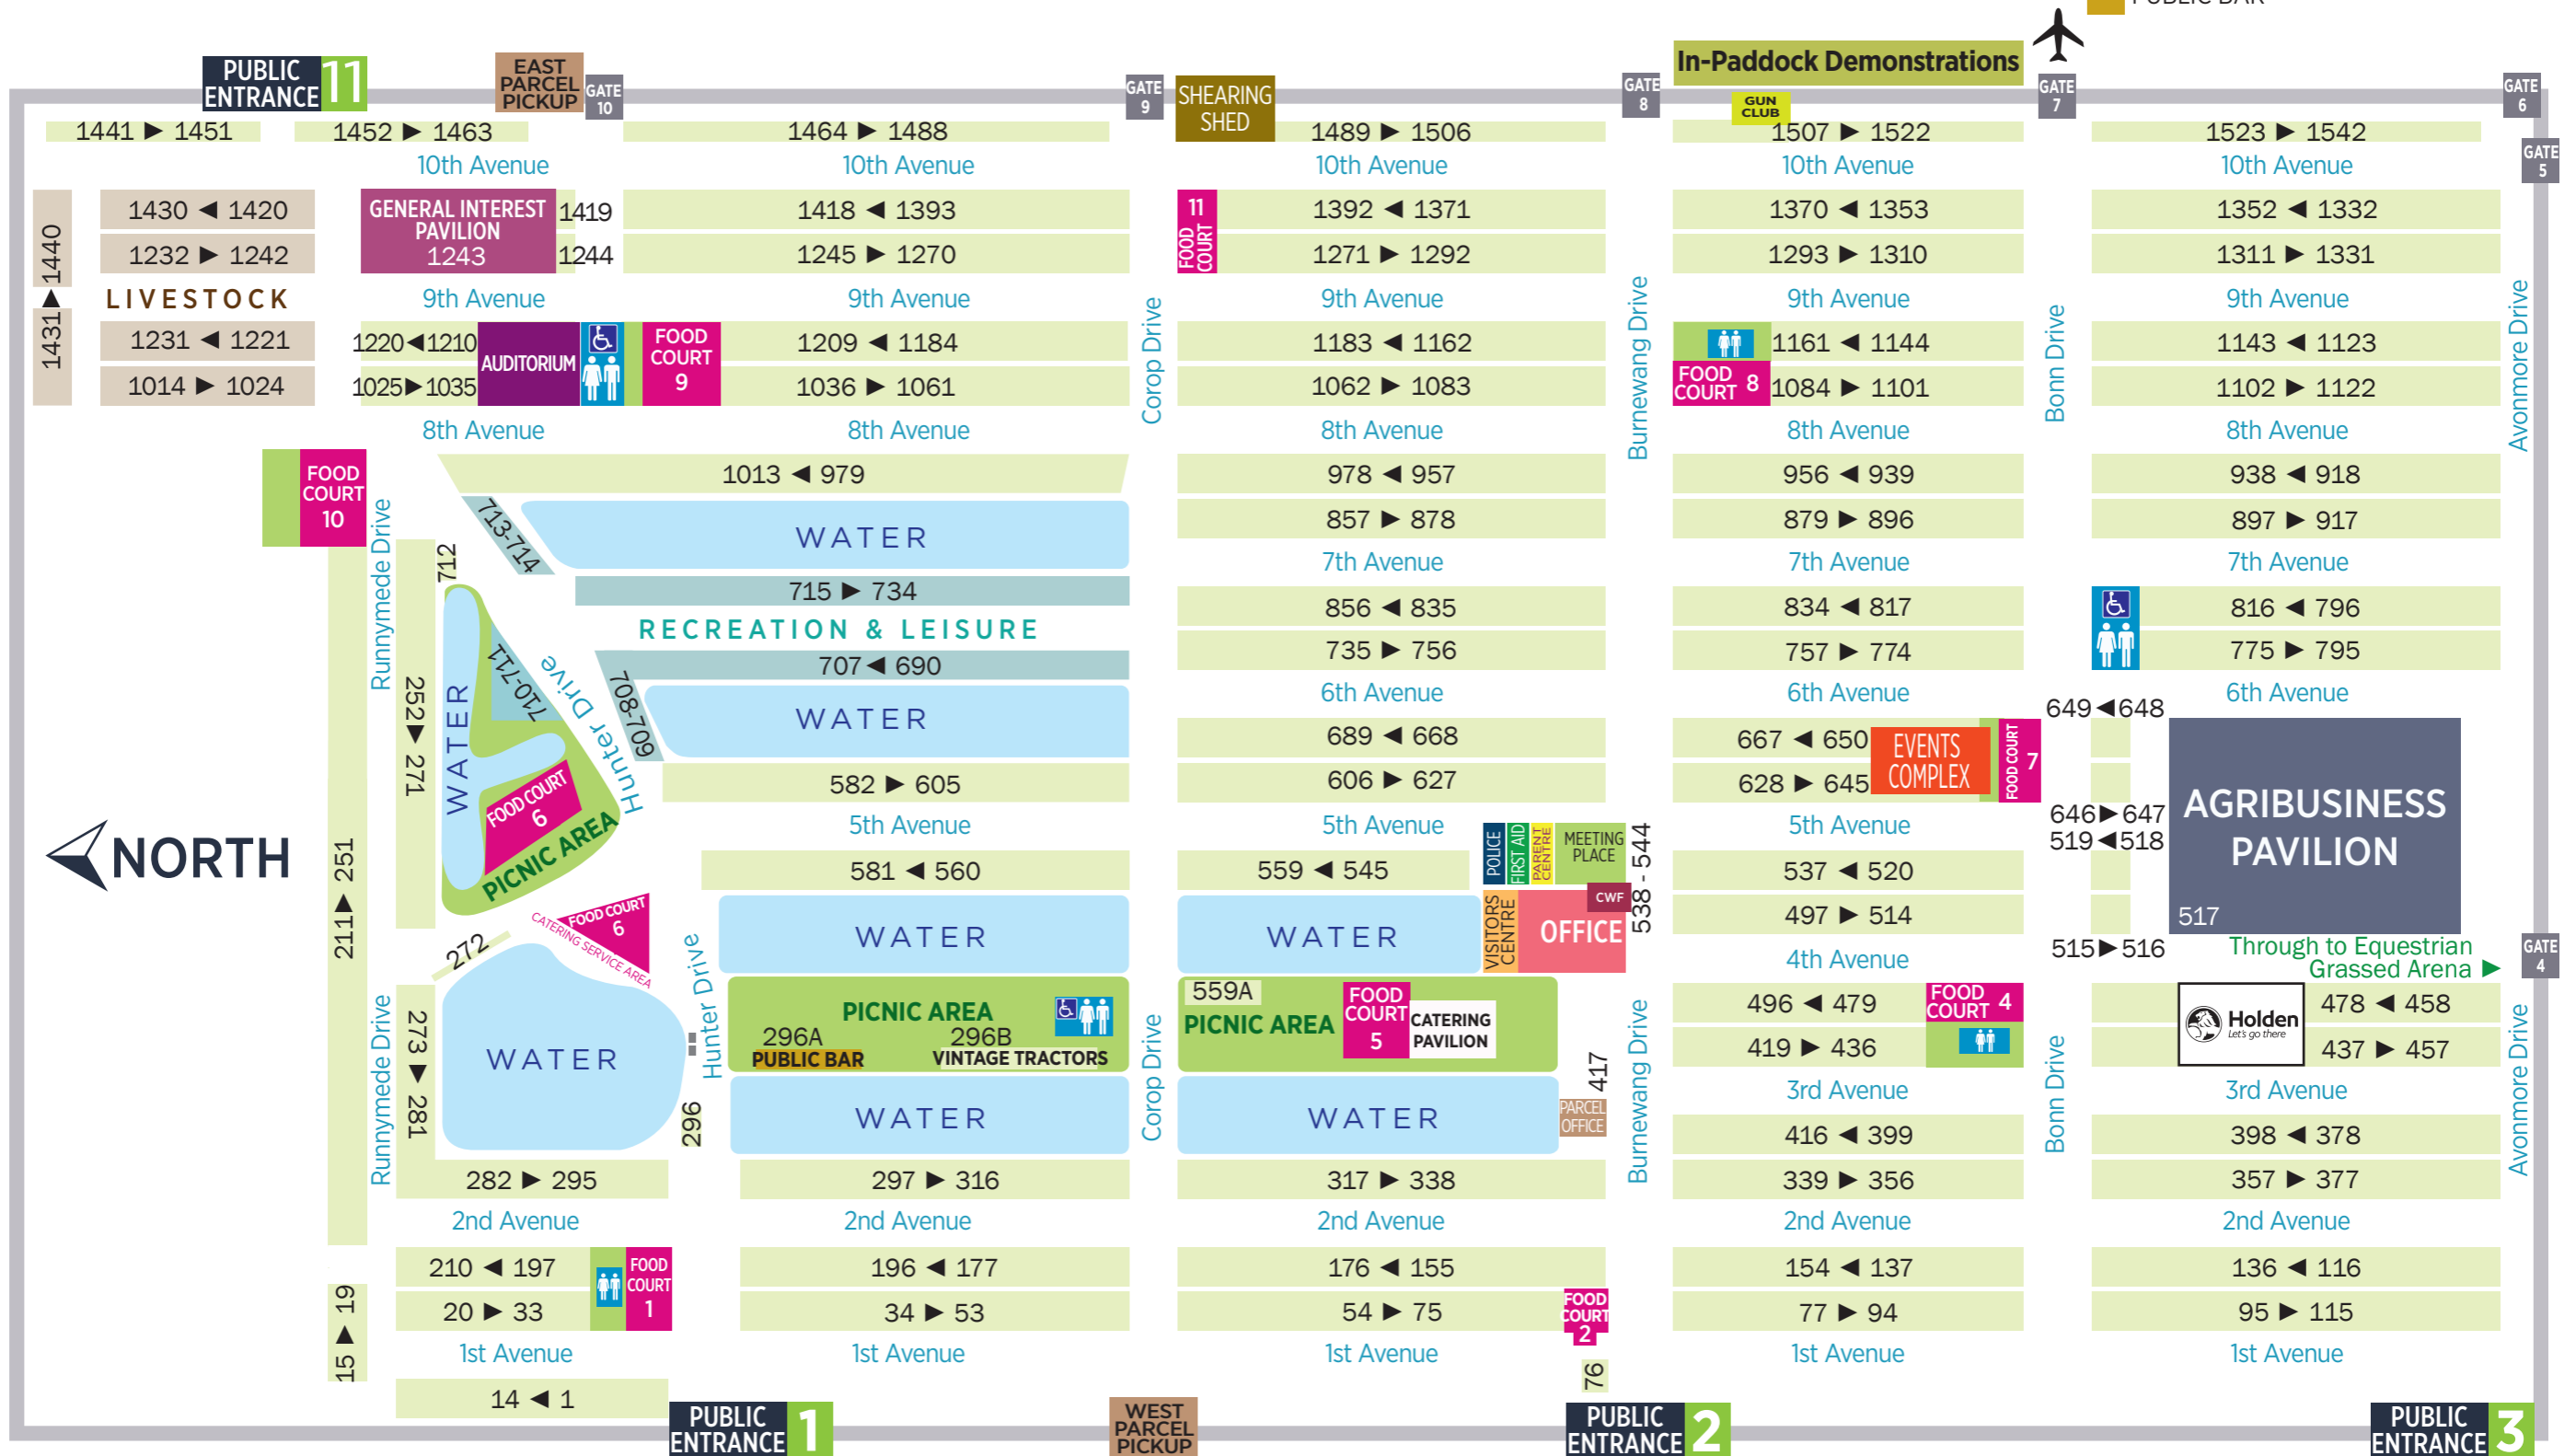 PUBLIC BAR
PUBLIC
ENTRANCE 11
EAST
PARCEL
PICKUP
GATE
10
GATE
9
SHEARING
SHED
GATE
8
In-Paddock Demonstrations
GUN
CLUB
GATE
7
GATE
6
GATE
5
1441 ▶ 1451
1452 ▶ 1463
1464 ▶ 1488
1489 ▶ 1506
1507 ▶ 1522
1523 ▶ 1542
10th Avenue
10th Avenue
10th Avenue
10th Avenue
10th Avenue
1431 ▶ 1440
1430 ◀ 1420
GENERAL INTEREST
PAVILION
1243
1419
1418 ◀ 1393
11
FOOD
COURT
1392 ◀ 1371
1370 ◀ 1353
1352 ◀ 1332
1232 ▶ 1242
1244
1245 ▶ 1270
1271 ▶ 1292
1293 ▶ 1310
1311 ▶ 1331
LIVESTOCK
9th Avenue
9th Avenue
9th Avenue
9th Avenue
9th Avenue
Corop Drive
Burnewang Drive
Bonn Drive
Avonmore Drive
1231 ◀ 1221
1220 ◀ 1210
AUDITORIUM
FOOD
COURT
9
1209 ◀ 1184
1183 ◀ 1162
1161 ◀ 1144
1143 ◀ 1123
1014 ▶ 1024
1025 ▶ 1035
1036 ▶ 1061
1062 ▶ 1083
FOOD
COURT 8
1084 ▶ 1101
1102 ▶ 1122
8th Avenue
8th Avenue
8th Avenue
8th Avenue
8th Avenue
FOOD
COURT
10
Runnymede Drive
1013 ◀ 979
978 ◀ 957
956 ◀ 939
938 ◀ 918
713-714
WATER
857 ▶ 878
879 ▶ 896
897 ▶ 917
712
7th Avenue
7th Avenue
7th Avenue
715 ▶ 734
856 ◀ 835
834 ◀ 817
816 ◀ 796
RECREATION & LEISURE
710-711
Hunter Drive
707 ◀ 690
735 ▶ 756
757 ▶ 774
775 ▶ 795
708-709
WATER
6th Avenue
6th Avenue
6th Avenue
252 ▶ 271
WATER
689 ◀ 668
667 ◀ 650
EVENTS
COMPLEX
FOOD COURT
7
649 ◀ 648
582 ▶ 605
606 ▶ 627
628 ▶ 645
AGRIBUSINESS
PAVILION
517
FOOD COURT
6
PICNIC AREA
5th Avenue
5th Avenue
5th Avenue
646 ▶ 647
519 ◀ 518
NORTH
211 ▶ 251
581 ◀ 560
559 ◀ 545
POLICE
FIRST AID
PARENT
CENTRE
MEETING
PLACE
538 - 544
537 ◀ 520
CWF
497 ▶ 514
272
FOOD COURT
6
CATERING SERVICE AREA
WATER
WATER
VISITORS
CENTRE
OFFICE
4th Avenue
515 ▶ 516
Through to Equestrian
Grassed Arena ▶
GATE
4
Runnymede Drive
273 ▶ 281
WATER
Hunter Drive
PICNIC AREA
296A
PUBLIC BAR
296B
VINTAGE TRACTORS
Corop Drive
559A
PICNIC AREA
FOOD
COURT
5
CATERING
PAVILION
417
Burnewang Drive
496 ◀ 479
FOOD
COURT 4
Bonn Drive
Holden
Let's go there
478 ◀ 458
Avonmore Drive
419 ▶ 436
437 ▶ 457
3rd Avenue
3rd Avenue
296
WATER
WATER
PARCEL
OFFICE
416 ◀ 399
398 ◀ 378
282 ▶ 295
297 ▶ 316
317 ▶ 338
339 ▶ 356
357 ▶ 377
2nd Avenue
2nd Avenue
2nd Avenue
2nd Avenue
2nd Avenue
15 ▶ 19
210 ◀ 197
FOOD
COURT
1
196 ◀ 177
176 ◀ 155
154 ◀ 137
136 ◀ 116
20 ▶ 33
34 ▶ 53
54 ▶ 75
FOOD
COURT
2
77 ▶ 94
95 ▶ 115
1st Avenue
1st Avenue
1st Avenue
1st Avenue
1st Avenue
76
14 ◀ 1
PUBLIC
ENTRANCE 1
WEST
PARCEL
PICKUP
PUBLIC
ENTRANCE 2
PUBLIC
ENTRANCE 3